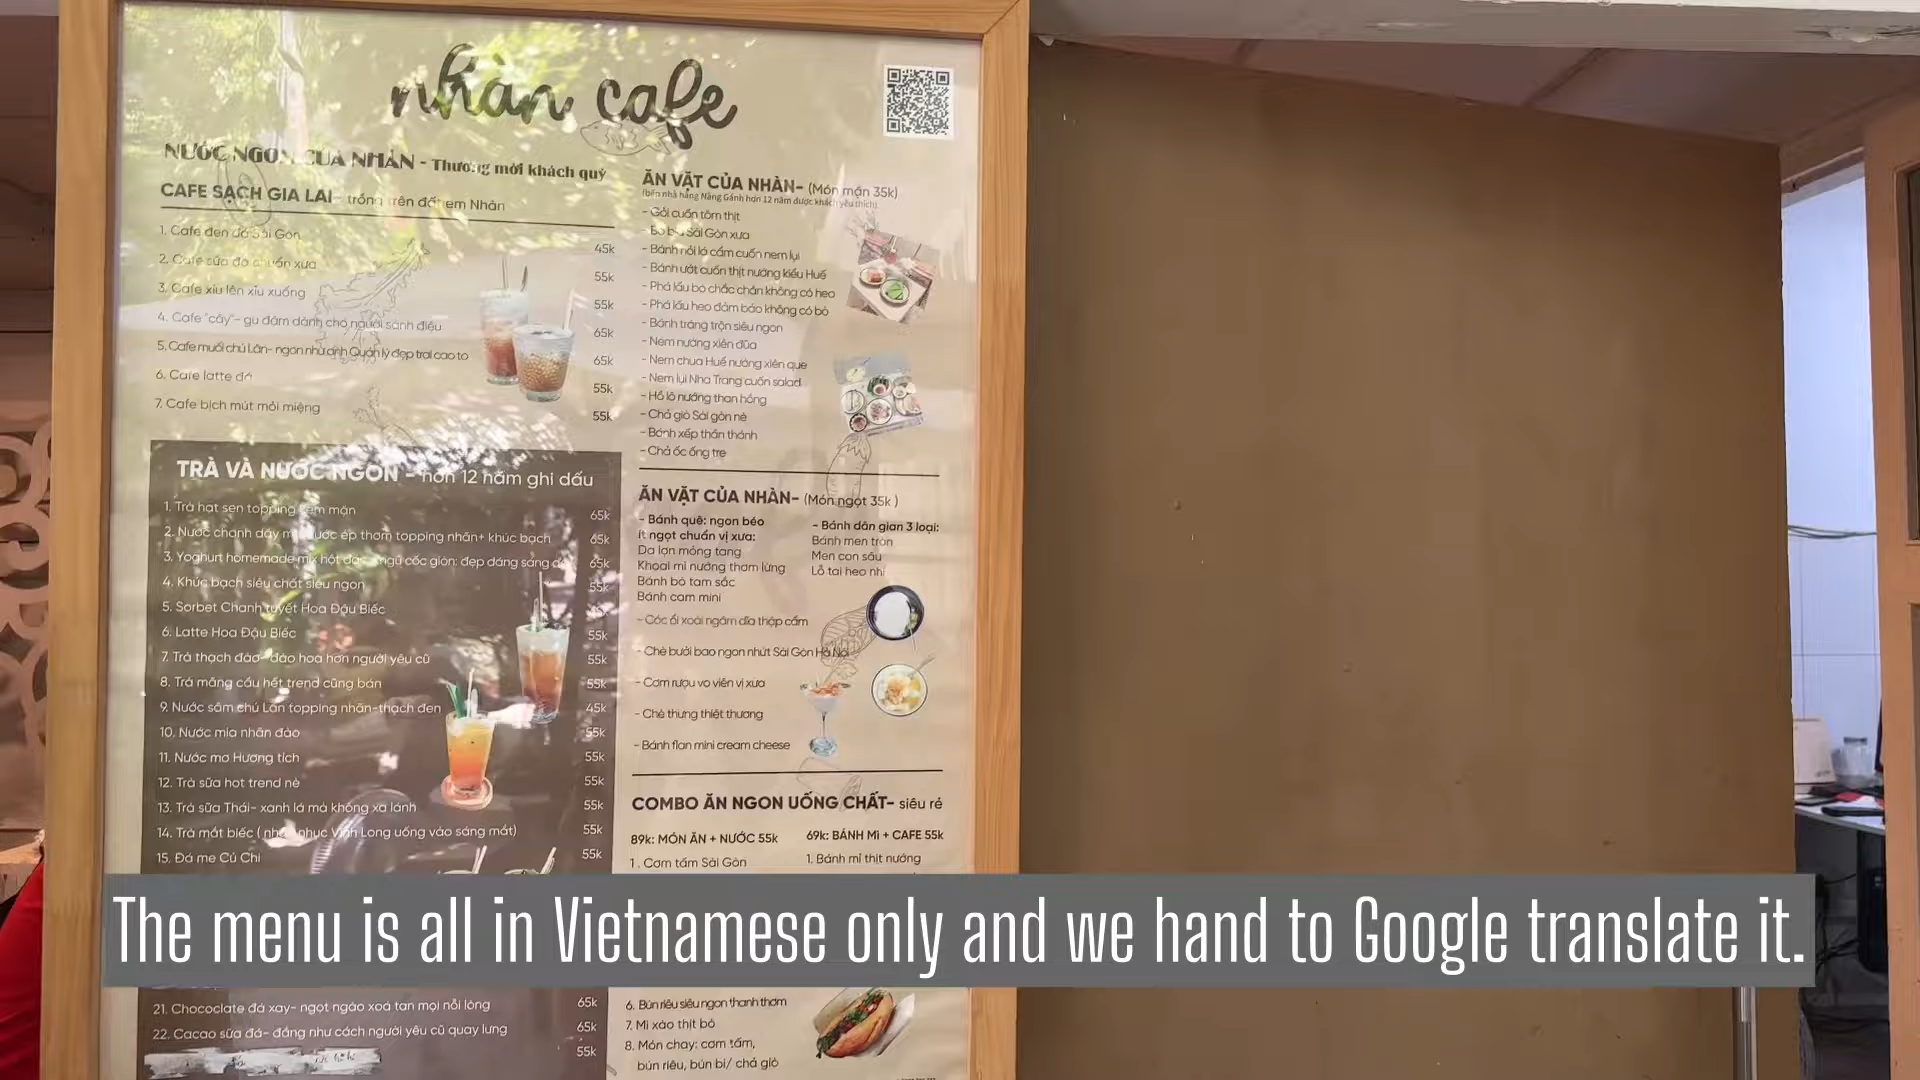 nhàn cafe
NƯỚC NGON CỦA NHÀN - Thương mời khách quý
CAFE SẠCH GIA LAI- trồng trên đất em Nhàn
1. Cafe đen đá Sài Gòn
45k
2. Cafe sữa đá chuẩn xưa
55k
3. Cafe xỉu lên xỉu xuống
55k
4. Cafe "cây"- gu đậm dành cho người sành điệu
65k
5. Cafe muối chú Lân- ngon như anh Quản lý đẹp trai cao to
65k
6. Cafe latte đá
55k
7. Cafe bịch mút mỏi miệng
55k
TRÀ VÀ NƯỚC NGON - hơn 12 năm ghi dấu
1. Trà hạt sen topping kem mặn
65k
2. Nước chanh dây mix nước ép thơm topping nhãn+ khúc bạch
65k
3. Yoghurt homemade mix hột đác ngũ cốc giòn: đẹp dáng sáng da
65k
4. Khúc bạch siêu chất siêu ngon
55k
5. Sorbet Chanh tuyết Hoa Đậu Biếc
6. Latte Hoa Đậu Biếc
55k
7. Trà thạch đào- đào hoa hơn người yêu cũ
55k
8. Trà mãng cầu hết trend cũng bán
55k
9. Nước sâm chú Lân topping nhãn-thạch đen
45k
10. Nước mía nhãn đào
55k
11. Nước mơ Hương tích
55k
12. Trà sữa hot trend nè
55k
13. Trà sữa Thái- xanh lá mà không xa lánh
55k
14. Trà mắt biếc ( nhãn nhục Vĩnh Long uống vào sáng mắt)
55k
15. Đá me Củ Chi
55k
21. Chococlate đá xay- ngọt ngào xoá tan mọi nỗi lòng
65k
22. Cacao sữa đá- đắng như cách người yêu cũ quay lưng
65k
55k
ĂN VẶT CỦA NHÀN- (Món mặn 35k)
(bếp nhà hàng Nàng Gánh hơn 12 năm được khách yêu thích)
- Gỏi cuốn tôm thịt
- Bò bía Sài Gòn xưa
- Bánh hỏi lá cẩm cuốn nem lụi
- Bánh ướt cuốn thịt nướng kiểu Huế
- Phá lấu bò chắc chắn không có heo
- Phá lấu heo đảm bảo không có bò
- Bánh tráng trộn siêu ngon
- Nem nướng xiên đũa
- Nem chua Huế nướng xiên que
- Nem lụi Nha Trang cuốn salad
- Hồ lô nướng than hồng
- Chả giò Sài gòn nè
- Bánh xếp thần thánh
- Chả ốc ống tre
ĂN VẶT CỦA NHÀN- (Món ngọt 35k )
- Bánh quê: ngon béo
ít ngọt chuẩn vị xưa:
Da lợn mỏng tang
Khoai mì nướng thơm lừng
Bánh bò tam sắc
Bánh cam mini
- Bánh dân gian 3 loại:
Bánh men tròn
Men con sâu
Lỗ tai heo nhí
- Cóc ổi xoài ngâm dĩa thập cẩm
- Chè bưởi bao ngon nhứt Sài Gòn Hà Nội
- Cơm rượu vo viên vị xưa
- Chè thưng thiệt thương
- Bánh flan mini cream cheese
COMBO ĂN NGON UỐNG CHẤT- siêu rẻ
89k: MÓN ĂN + NƯỚC 55k
1 . Cơm tấm Sài Gòn
69k: BÁNH Mì + CAFE 55k
1. Bánh mì thịt nướng
6. Bún riêu siêu ngon thanh thơm
7. Mì xào thịt bò
8. Món chay: cơm tấm,
bún riêu, bún bì/ chả giò
The menu is all in Vietnamese only and we hand to Google translate it.